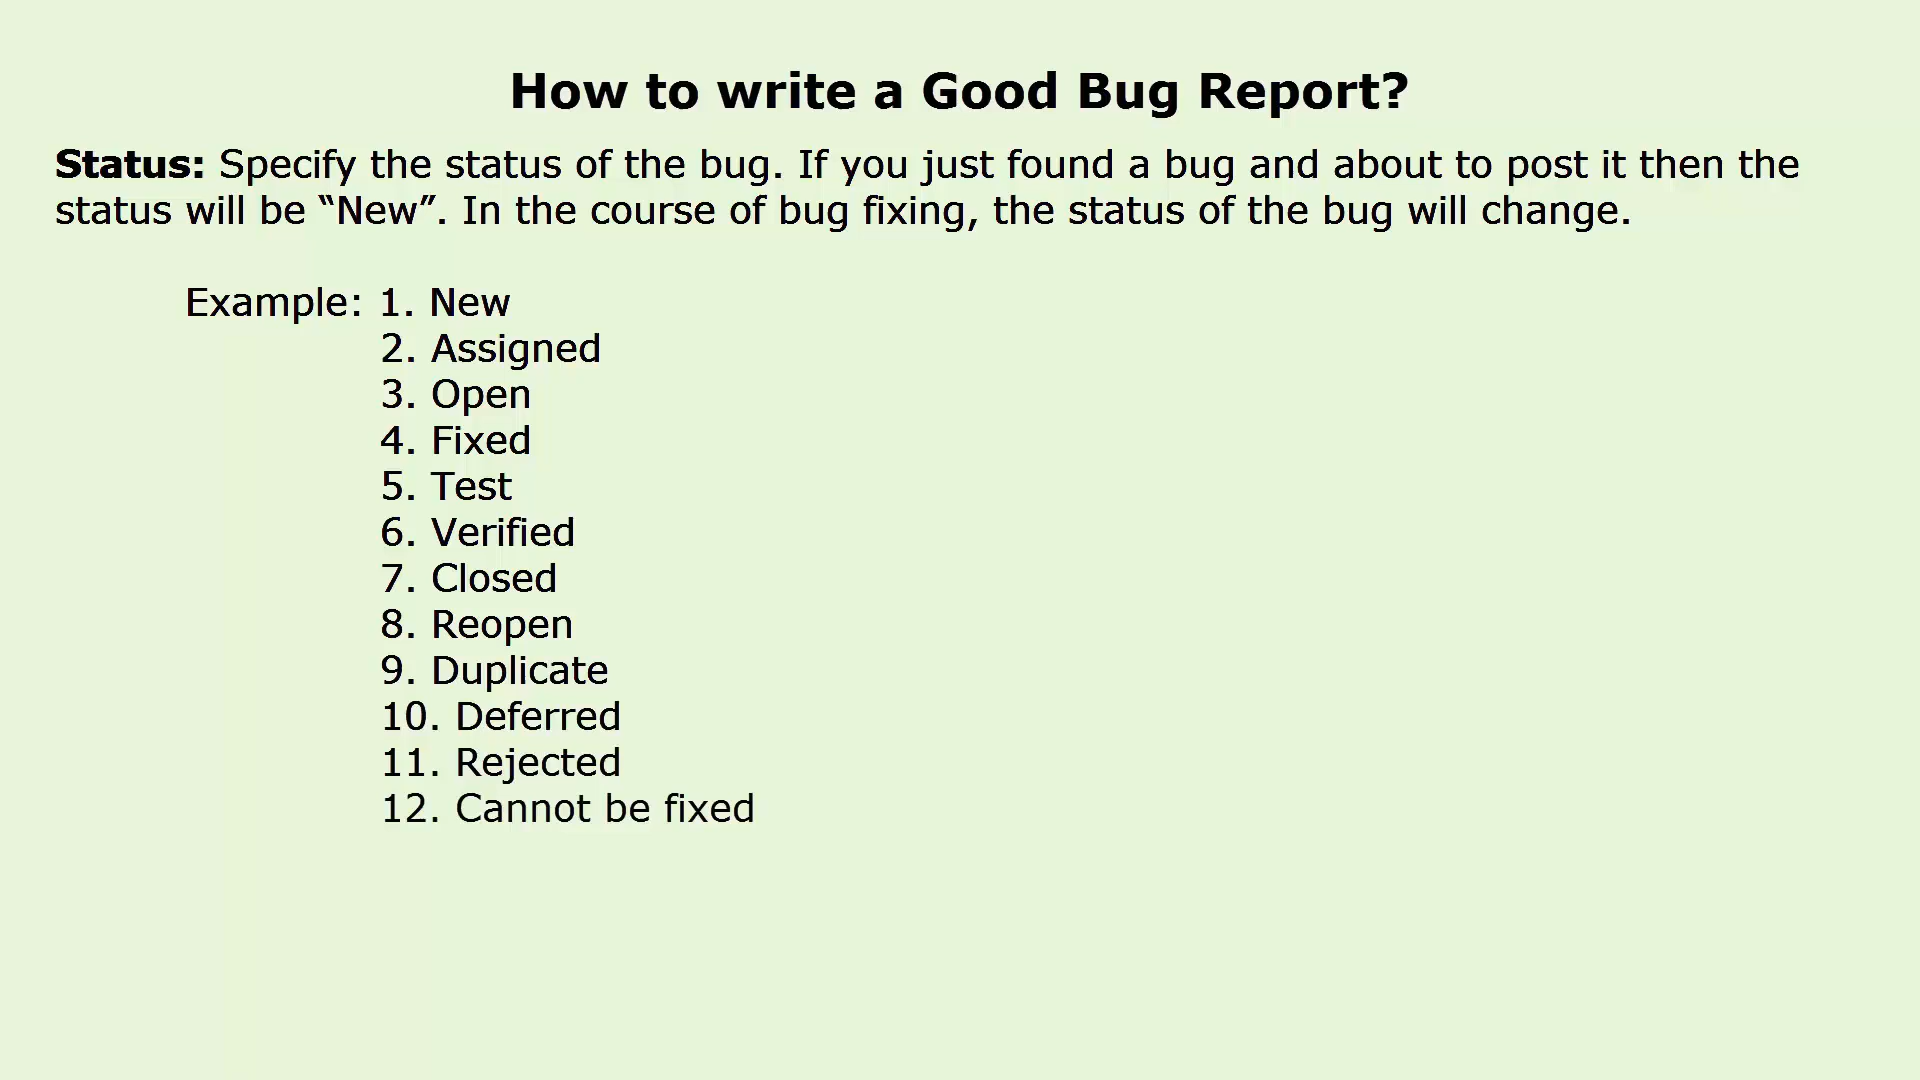 How to write a Good Bug Report?
Status: Specify the status of the bug. If you just found a bug and about to post it then the
status will be “New”. In the course of bug fixing, the status of the bug will change.
Example: 1. New
2. Assigned
3. Open
4. Fixed
5. Test
6. Verified
7. Closed
8. Reopen
9. Duplicate
10. Deferred
11. Rejected
12. Cannot be fixed